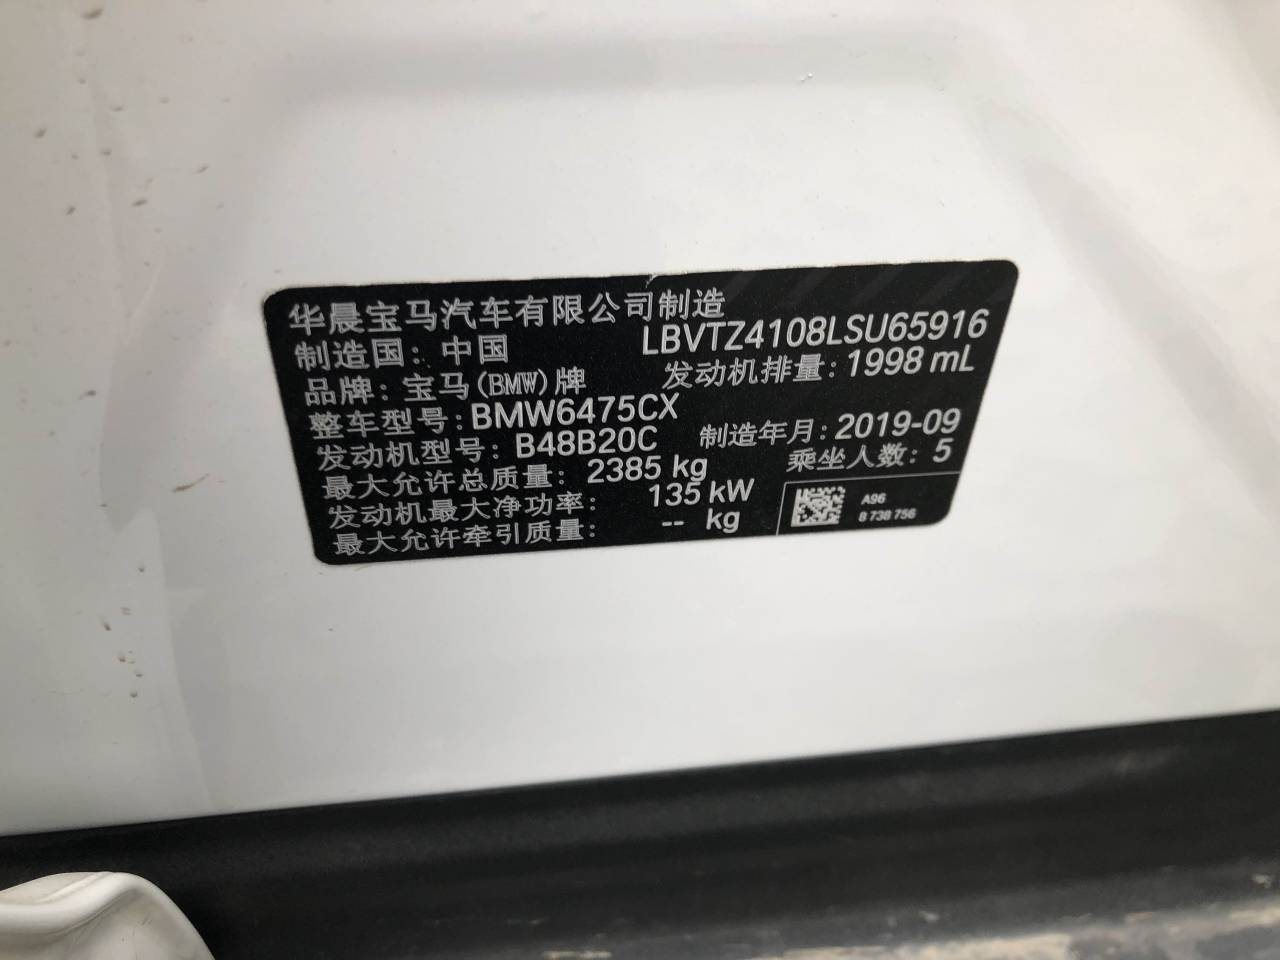 华晨宝马汽车有限公司制造
制造国：中国 LBVTZ4108LSU65916
品牌：宝马(BMW)牌 发动机排量：1998 mL
整车型号：BMW6475CX
发动机型号：B48B20C 制造年月：2019-09
最大允许总质量：2385 kg 乘坐人数：5
发动机最大净功率：135 kW
最大允许牵引质量：-- kg
A96
8 738 756